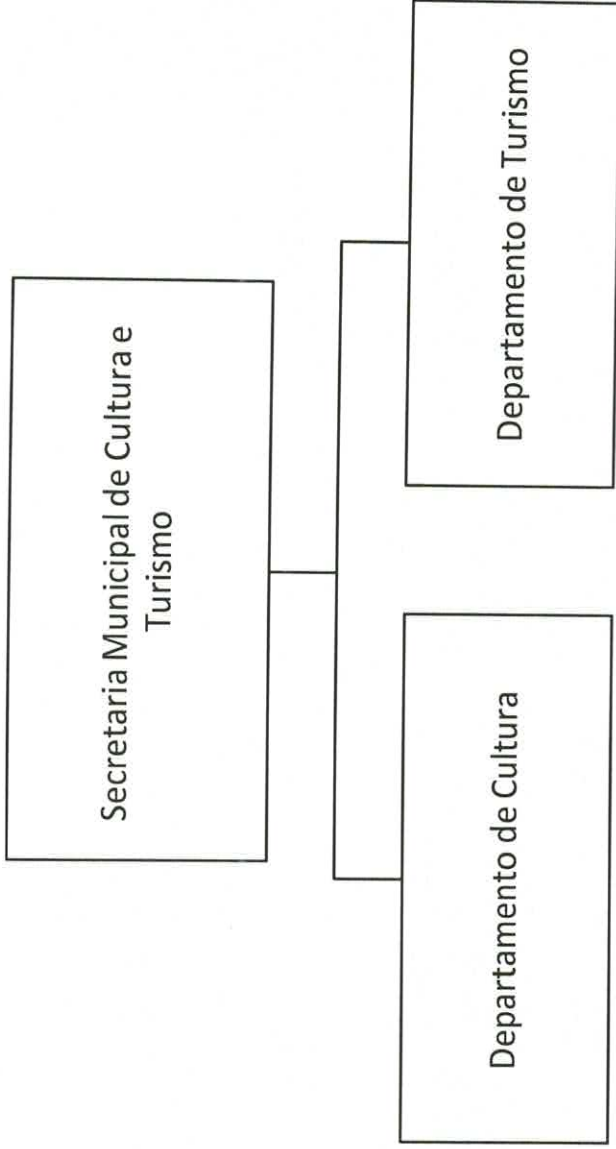 Secretaria Municipal de Cultura e
Turismo
Departamento de Cultura
Departamento de Turismo